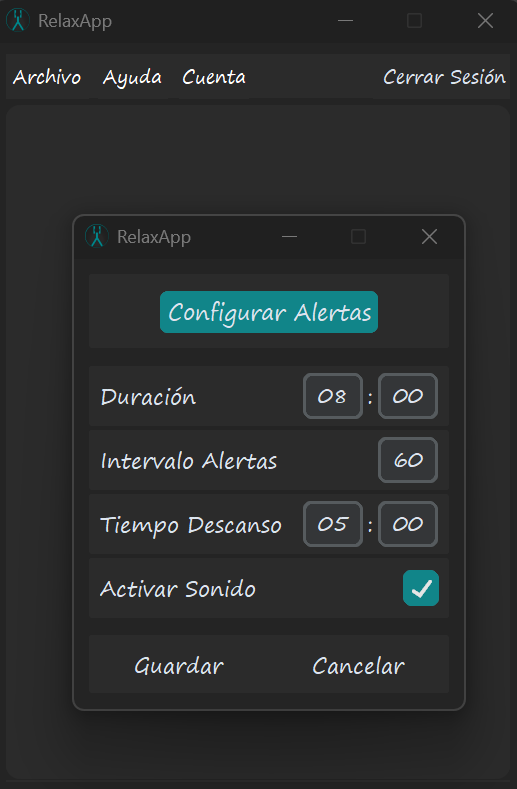 RelaxApp
Archivo Ayuda Cuenta Cerrar Sesión
RelaxApp
Configurar Alertas
Duración 08 : 00
Intervalo Alertas 60
Tiempo Descanso 05 : 00
Activar Sonido
Guardar Cancelar